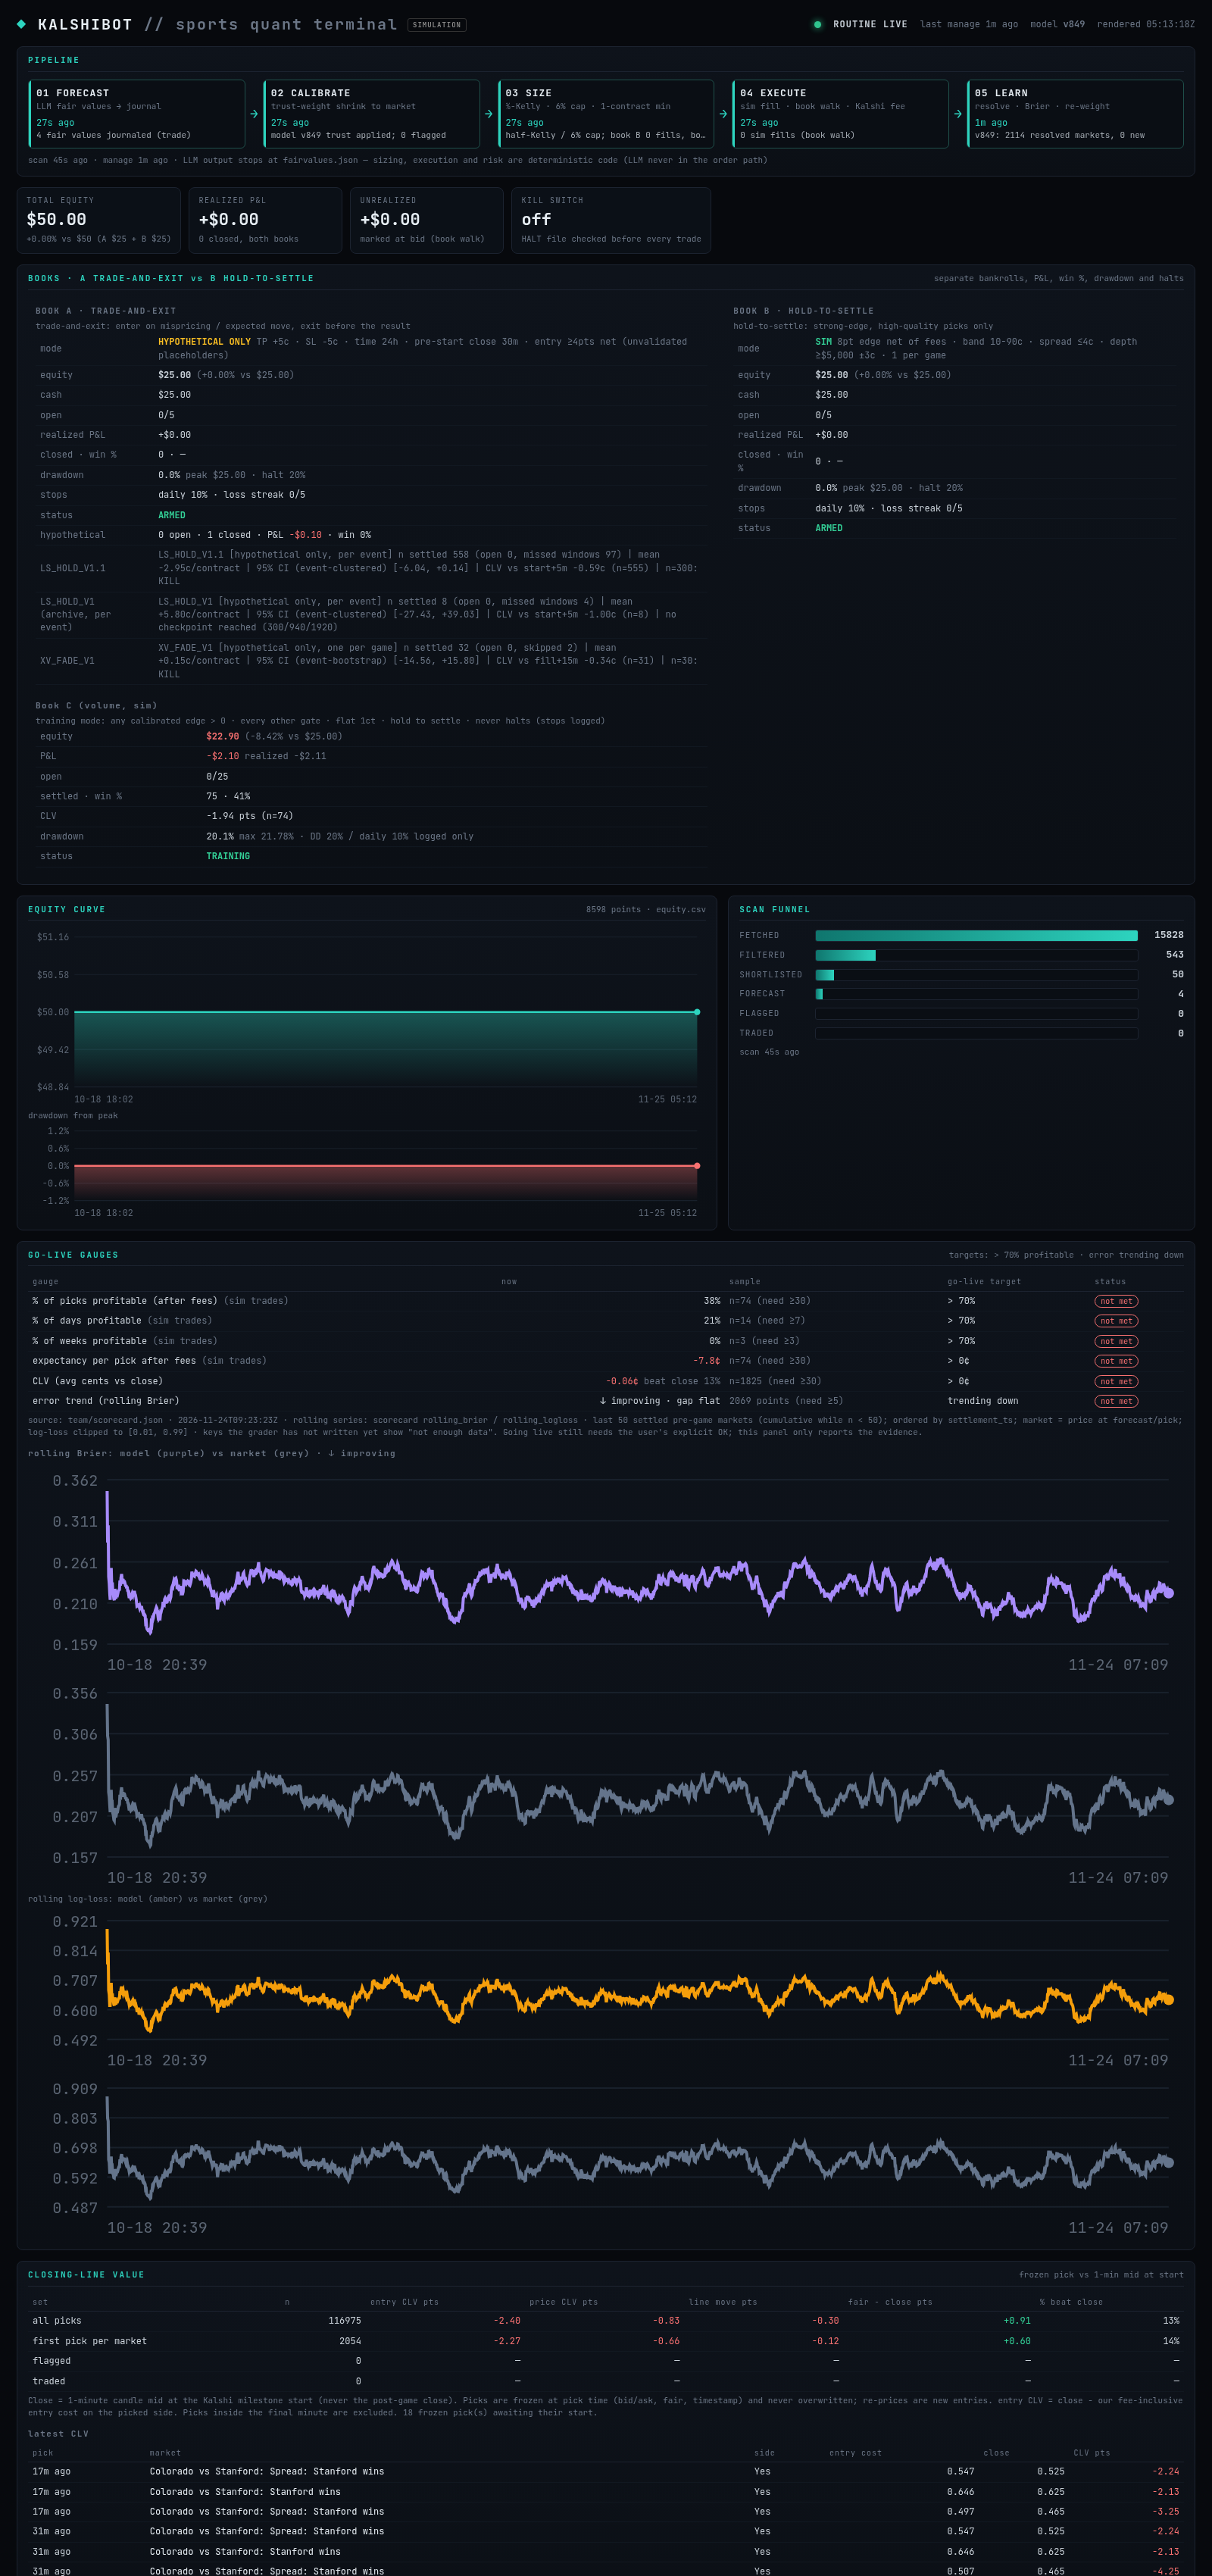 ◆ KALSHIBOT // sports quant terminal SIMULATION
ROUTINE LIVE last manage 1m ago model v849 rendered 05:13:18Z
PIPELINE
01 FORECAST
LLM fair values → journal
27s ago
4 fair values journaled (trade)
→
02 CALIBRATE
trust-weight shrink to market
27s ago
model v849 trust applied; 0 flagged
→
03 SIZE
½-Kelly · 6% cap · 1-contract min
27s ago
half-Kelly / 6% cap; book B 0 fills, bo…
→
04 EXECUTE
sim fill · book walk · Kalshi fee
27s ago
0 sim fills (book walk)
→
05 LEARN
resolve · Brier · re-weight
1m ago
v849: 2114 resolved markets, 0 new
scan 45s ago · manage 1m ago · LLM output stops at fairvalues.json — sizing, execution and risk are deterministic code (LLM never in the order path)
TOTAL EQUITY
$50.00
+0.00% vs $50 (A $25 + B $25)
REALIZED P&L
+$0.00
0 closed, both books
UNREALIZED
+$0.00
marked at bid (book walk)
KILL SWITCH
off
HALT file checked before every trade
BOOKS · A TRADE-AND-EXIT vs B HOLD-TO-SETTLE
separate bankrolls, P&L, win %, drawdown and halts
BOOK A · TRADE-AND-EXIT
trade-and-exit: enter on mispricing / expected move, exit before the result
mode HYPOTHETICAL ONLY TP +5c · SL -5c · time 24h · pre-start close 30m · entry ≥4pts net (unvalidated
placeholders)
equity $25.00 (+0.00% vs $25.00)
cash $25.00
open 0/5
realized P&L +$0.00
closed · win % 0 · —
drawdown 0.0% peak $25.00 · halt 20%
stops daily 10% · loss streak 0/5
status ARMED
hypothetical 0 open · 1 closed · P&L -$0.10 · win 0%
LS_HOLD_V1.1 LS_HOLD_V1.1 [hypothetical only, per event] n settled 558 (open 0, missed windows 97) | mean
-2.95c/contract | 95% CI (event-clustered) [-6.04, +0.14] | CLV vs start+5m -0.59c (n=555) | n=300:
KILL
LS_HOLD_V1 (archive, per event) LS_HOLD_V1 [hypothetical only, per event] n settled 8 (open 0, missed windows 4) | mean
+5.80c/contract | 95% CI (event-clustered) [-27.43, +39.03] | CLV vs start+5m -1.00c (n=8) | no
checkpoint reached (300/940/1920)
XV_FADE_V1 XV_FADE_V1 [hypothetical only, one per game] n settled 32 (open 0, skipped 2) | mean
+0.15c/contract | 95% CI (event-bootstrap) [-14.56, +15.80] | CLV vs fill+15m -0.34c (n=31) | n=30:
KILL
BOOK B · HOLD-TO-SETTLE
hold-to-settle: strong-edge, high-quality picks only
mode SIM 8pt edge net of fees · band 10-90c · spread ≤4c · depth
≥$5,000 ±3c · 1 per game
equity $25.00 (+0.00% vs $25.00)
cash $25.00
open 0/5
realized P&L +$0.00
closed · win % 0 · —
drawdown 0.0% peak $25.00 · halt 20%
stops daily 10% · loss streak 0/5
status ARMED
Book C (volume, sim)
training mode: any calibrated edge > 0 · every other gate · flat 1ct · hold to settle · never halts (stops logged)
equity $22.90 (-8.42% vs $25.00)
P&L -$2.10 realized -$2.11
open 0/25
settled · win % 75 · 41%
CLV -1.94 pts (n=74)
drawdown 20.1% max 21.78% · DD 20% / daily 10% logged only
status TRAINING
EQUITY CURVE
8598 points · equity.csv
$51.16
$50.58
$50.00
$49.42
$48.84
10-18 18:02 11-25 05:12
drawdown from peak
1.2%
0.6%
0.0%
-0.6%
-1.2%
10-18 18:02 11-25 05:12
SCAN FUNNEL
FETCHED 15828
FILTERED 543
SHORTLISTED 50
FORECAST 4
FLAGGED 0
TRADED 0
scan 45s ago
GO-LIVE GAUGES
targets: > 70% profitable · error trending down
gauge now sample go-live target status
% of picks profitable (after fees) (sim trades) 38% n=74 (need ≥30) > 70% not met
% of days profitable (sim trades) 21% n=14 (need ≥7) > 70% not met
% of weeks profitable (sim trades) 0% n=3 (need ≥3) > 70% not met
expectancy per pick after fees (sim trades) -7.8¢ n=74 (need ≥30) > 0¢ not met
CLV (avg cents vs close) -0.06¢ beat close 13% n=1825 (need ≥30) > 0¢ not met
error trend (rolling Brier) ↓ improving · gap flat 2069 points (need ≥5) trending down not met
source: team/scorecard.json · 2026-11-24T09:23:23Z · rolling series: scorecard rolling_brier / rolling_logloss · last 50 settled pre-game markets (cumulative while n < 50); ordered by settlement_ts; market = price at forecast/pick;
log-loss clipped to [0.01, 0.99] · keys the grader has not written yet show "not enough data". Going live still needs the user's explicit OK; this panel only reports the evidence.
rolling Brier: model (purple) vs market (grey) · ↓ improving
0.362
0.311
0.261
0.210
0.159
10-18 20:39 11-24 07:09
0.356
0.306
0.257
0.207
0.157
10-18 20:39 11-24 07:09
rolling log-loss: model (amber) vs market (grey)
0.921
0.814
0.707
0.600
0.492
10-18 20:39 11-24 07:09
0.909
0.803
0.698
0.592
0.487
10-18 20:39 11-24 07:09
CLOSING-LINE VALUE
frozen pick vs 1-min mid at start
set n entry CLV pts price CLV pts line move pts fair - close pts % beat close
all picks 116975 -2.40 -0.83 -0.30 +0.91 13%
first pick per market 2054 -2.27 -0.66 -0.12 +0.60 14%
flagged 0 — — — — —
traded 0 — — — — —
Close = 1-minute candle mid at the Kalshi milestone start (never the post-game close). Picks are frozen at pick time (bid/ask, fair, timestamp) and never overwritten; re-prices are new entries. entry CLV = close - our fee-inclusive
entry cost on the picked side. Picks inside the final minute are excluded. 18 frozen pick(s) awaiting their start.
latest CLV
pick market side entry cost close CLV pts
17m ago Colorado vs Stanford: Spread: Stanford wins Yes 0.547 0.525 -2.24
17m ago Colorado vs Stanford: Stanford wins Yes 0.646 0.625 -2.13
17m ago Colorado vs Stanford: Spread: Stanford wins Yes 0.497 0.465 -3.25
31m ago Colorado vs Stanford: Spread: Stanford wins Yes 0.547 0.525 -2.24
31m ago Colorado vs Stanford: Stanford wins Yes 0.646 0.625 -2.13
31m ago Colorado vs Stanford: Spread: Stanford wins Yes 0.507 0.465 -4.25